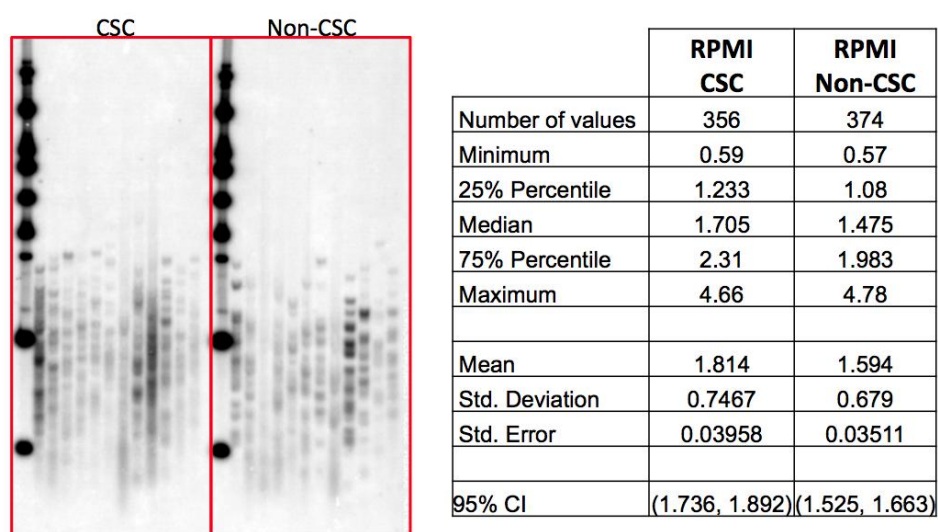 CSC Non-CSC
RPMI CSC RPMI Non-CSC
Number of values 356 374
Minimum 0.59 0.57
25% Percentile 1.233 1.08
Median 1.705 1.475
75% Percentile 2.31 1.983
Maximum 4.66 4.78
Mean 1.814 1.594
Std. Deviation 0.7467 0.679
Std. Error 0.03958 0.03511
95% CI (1.736, 1.892) (1.525, 1.663)